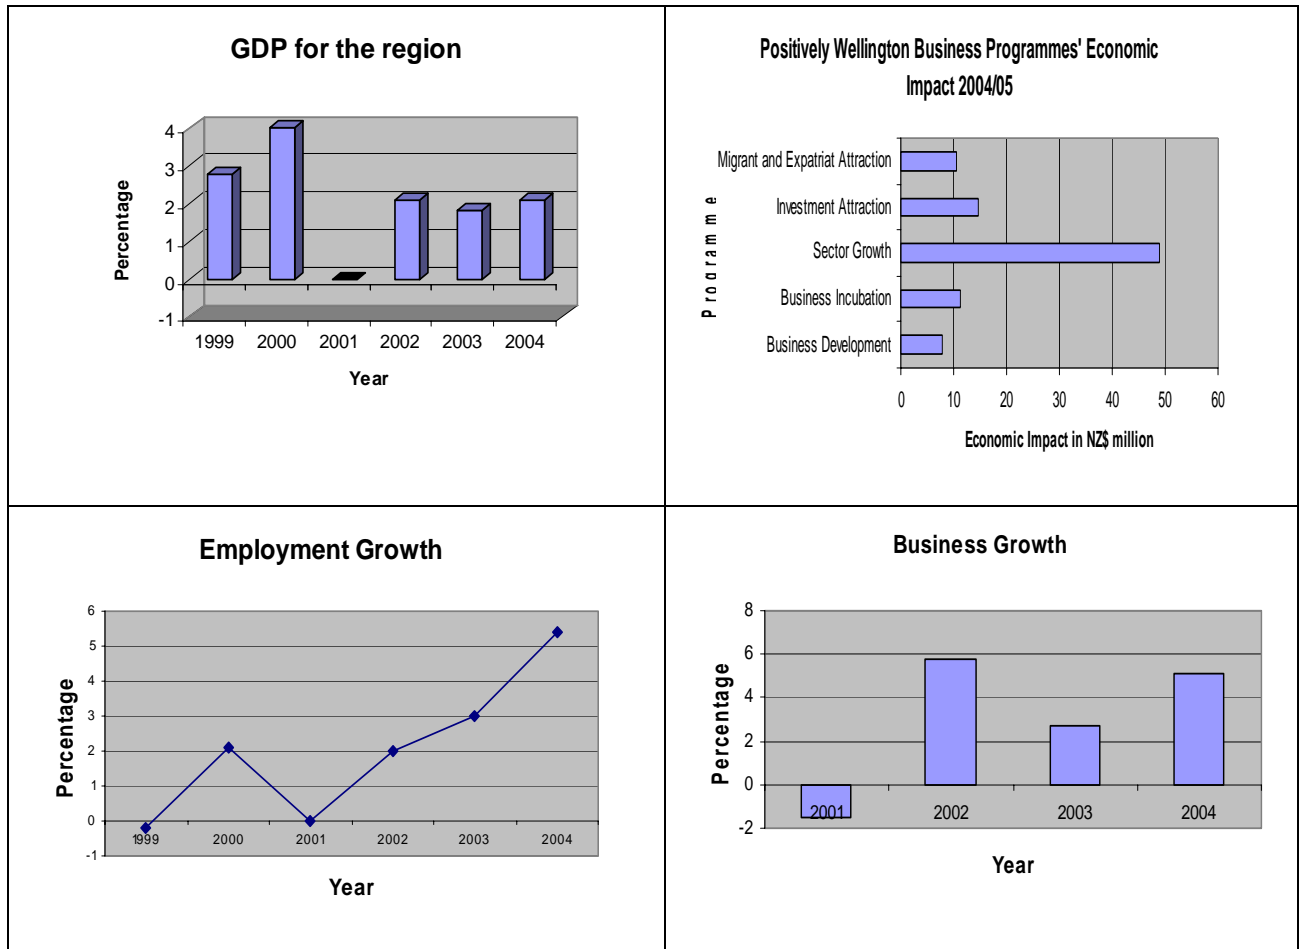 GDP for the region
4
3
2
1
0
-1
Percentage
1999 2000 2001 2002 2003 2004
Year
Positively Wellington Business Programmes' Economic
Impact 2004/05
Programme
Migrant and Expatriat Attraction
Investment Attraction
Sector Growth
Business Incubation
Business Development
0 10 20 30 40 50 60
Economic Impact in NZ$ million
Employment Growth
6
5
4
3
2
1
0
-1
Percentage
1999 2000 2001 2002 2003 2004
Year
Business Growth
8
6
4
2
0
-2
Percentage
2001 2002 2003 2004
Year